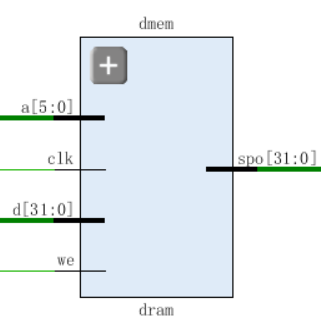 dmem
a[5:0]
clk
spo[31:0]
d[31:0]
we
dram